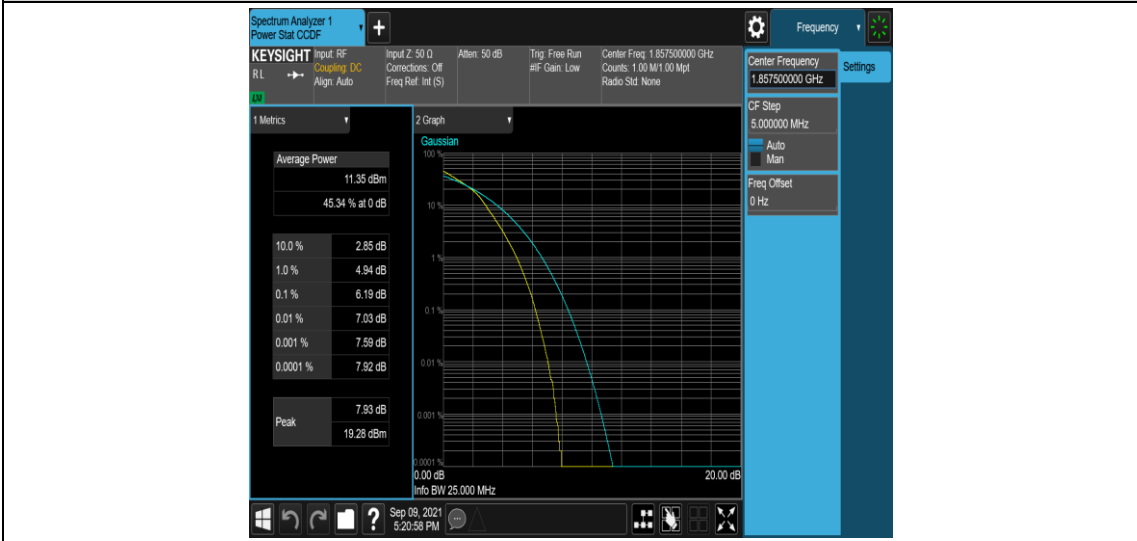 Spectrum Analyzer 1
Power Stat CCDF
+
Frequency
KEYSIGHT
RL
LM
Input: RF
Coupling: DC
Align: Auto
Input Z: 50 Ω
Corrections: Off
Freq Ref: Int (S)
Atten: 50 dB
Trig: Free Run
#IF Gain: Low
Center Freq: 1.857500000 GHz
Counts: 1.00 M/1.00 Mpt
Radio Std: None
Center Frequency
1.857500000 GHz
Settings
CF Step
5.000000 MHz
Auto
Man
Freq Offset
0 Hz
1 Metrics
Average Power
11.35 dBm
45.34 % at 0 dB
10.0 % 2.85 dB
1.0 % 4.94 dB
0.1 % 6.19 dB
0.01 % 7.03 dB
0.001 % 7.59 dB
0.0001 % 7.92 dB
Peak
7.93 dB
19.28 dBm
2 Graph
Gaussian
100 %
10 %
1 %
0.1 %
0.01 %
0.001 %
0.0001 %
0.00 dB 20.00 dB
Info BW 25.000 MHz
?
Sep 09, 2021
5:20:58 PM